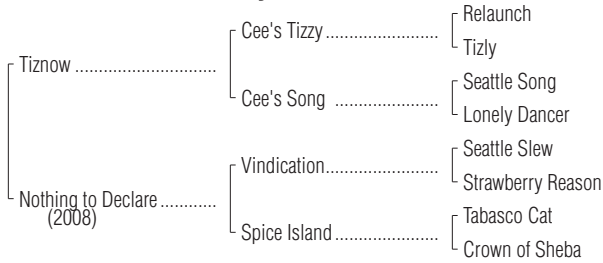 Relaunch
Cee's Tizzy
Tizly
Tiznow
Seattle Song
Cee's Song
Lonely Dancer
Seattle Slew
Vindication
Strawberry Reason
Nothing to Declare
(2008)
Tabasco Cat
Spice Island
Crown of Sheba